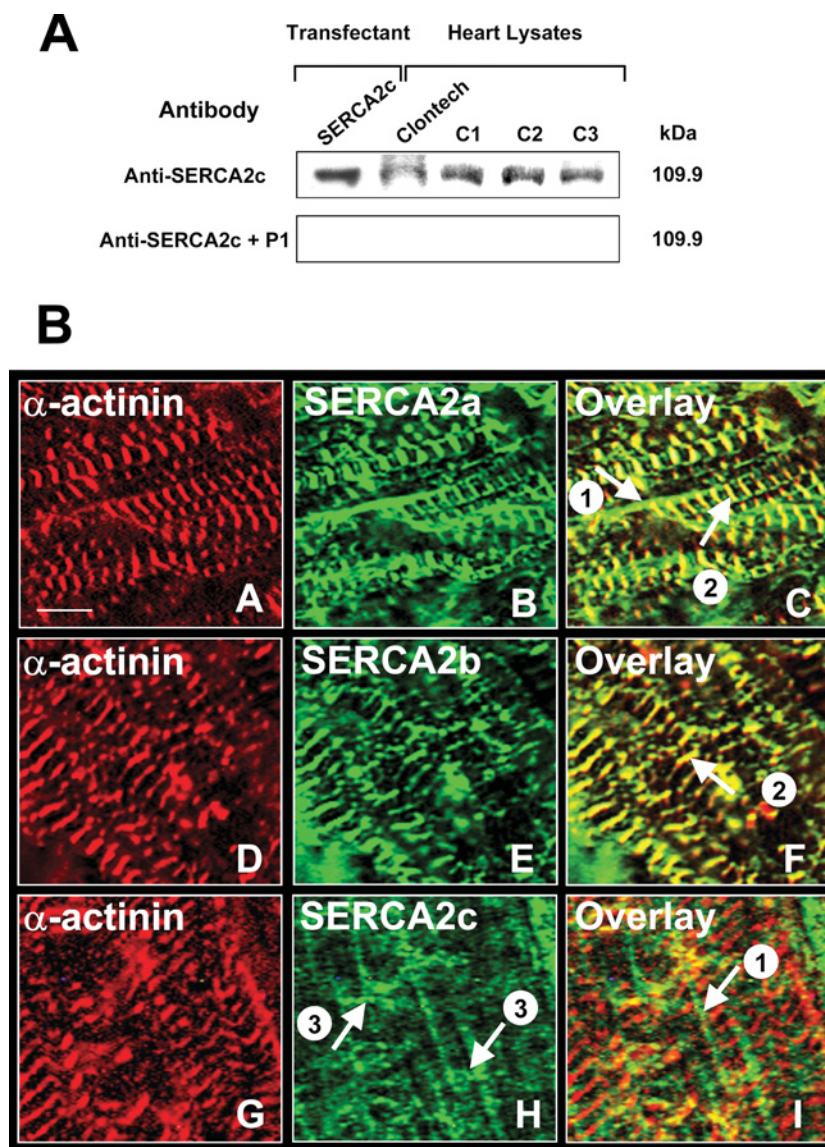 A
Transfectant Heart Lysates
Antibody SERCA2c Clontech C1 C2 C3 kDa
Anti-SERCA2c 109.9
Anti-SERCA2c + P1 109.9
B
α-actinin SERCA2a Overlay
1
2
A B C
α-actinin SERCA2b Overlay
2
D E F
α-actinin SERCA2c Overlay
3 3 1
G H I